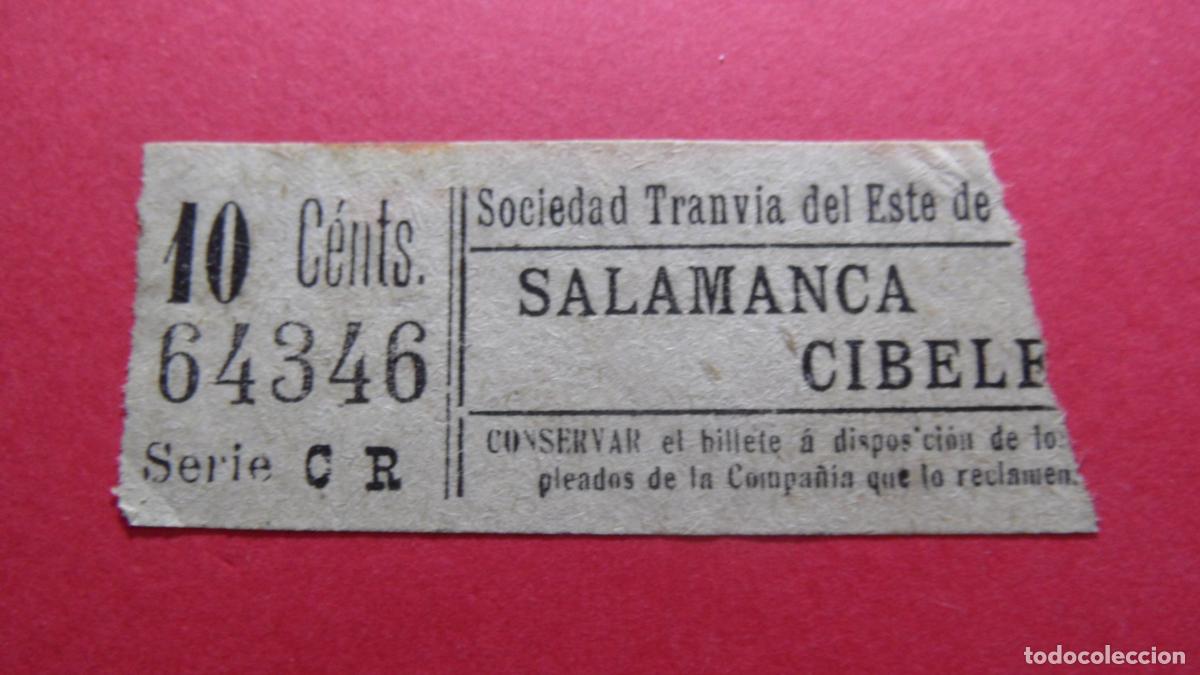 10 Cénts.
64346
Serie C R
Sociedad Tranvia del Este de
SALAMANCA
CIBELE
CONSERVAR el billete á disposición de lo
pleados de la Compañia que lo reclamen.
todocoleccion